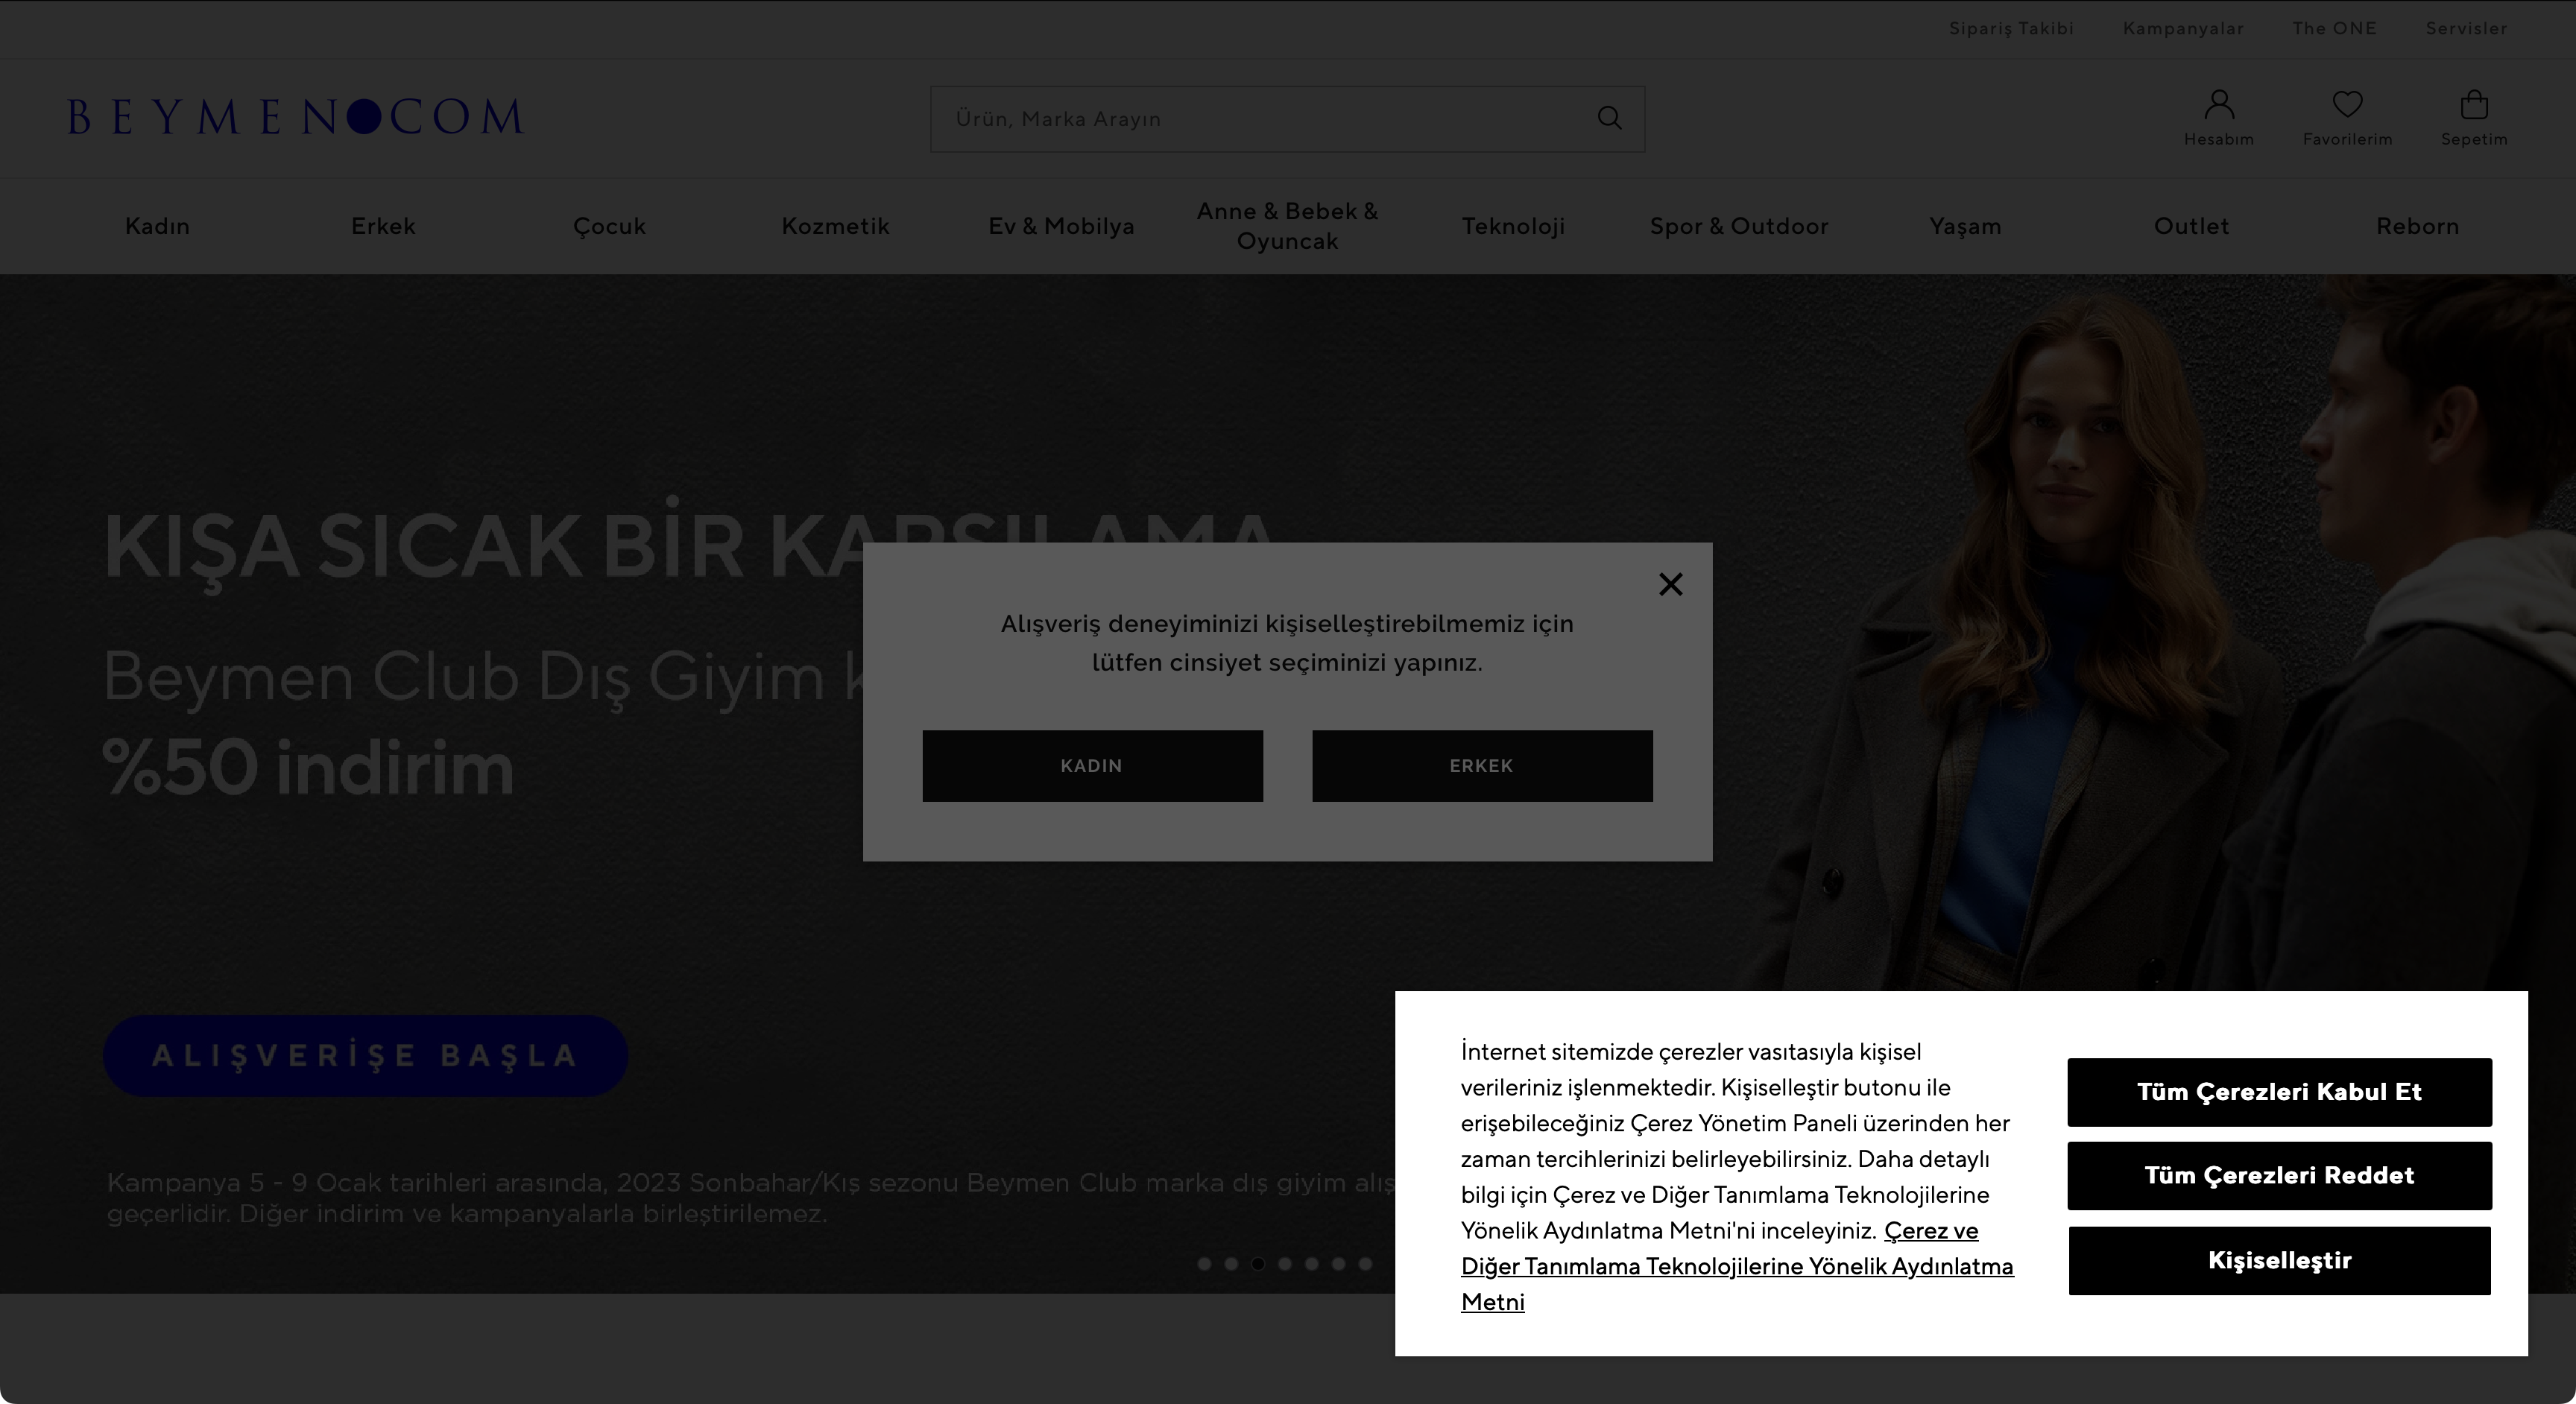 Sipariş Takibi Kampanyalar The ONE Servisler
BEYMEN COM
Ürün, Marka Arayın
Hesabım Favorilerim Sepetim
Kadın Erkek Çocuk Kozmetik Ev & Mobilya Anne & Bebek & Oyuncak Teknoloji Spor & Outdoor Yaşam Outlet Reborn
KIŞA SICAK BİR
Beymen Club Dış Giyim
%50 indirim
ALIŞVERİŞE BAŞLA
Kampanya 5 - 9 Ocak tarihleri arasında, 2023 Sonbahar/Kış sezonu Beymen Club marka dış giyim
geçerlidir. Diğer indirim ve kampanyalarla birleştirilemez.
Alışveriş deneyiminizi kişiselleştirebilmemiz için
lütfen cinsiyet seçiminizi yapınız.
KADIN ERKEK
İnternet sitemizde çerezler vasıtasıyla kişisel
verileriniz işlenmektedir. Kişiselleştir butonu ile
erişebileceğiniz Çerez Yönetim Paneli üzerinden her
zaman tercihlerinizi belirleyebilirsiniz. Daha detaylı
bilgi için Çerez ve Diğer Tanımlama Teknolojilerine
Yönelik Aydınlatma Metni'ni inceleyiniz. Çerez ve
Diğer Tanımlama Teknolojilerine Yönelik Aydınlatma
Metni
Tüm Çerezleri Kabul Et
Tüm Çerezleri Reddet
Kişiselleştir